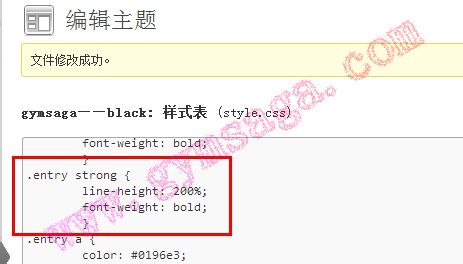 编辑主题
文件修改成功。
gymsaga——black: 样式表 (style.css)
font-weight: bold;
}
.entry strong {
line-height: 200%;
font-weight: bold;
}
.entry a {
color: #0196e3;
www.gymsaga.com